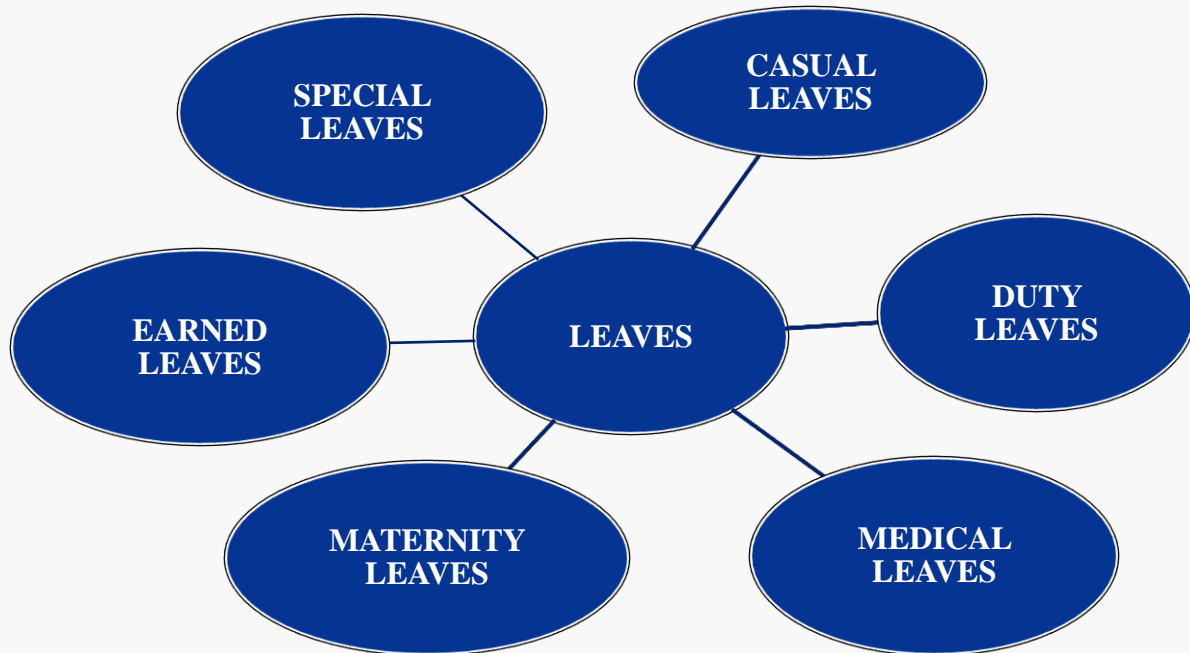 SPECIAL
LEAVES
CASUAL
LEAVES
EARNED
LEAVES
LEAVES
DUTY
LEAVES
MATERNITY
LEAVES
MEDICAL
LEAVES